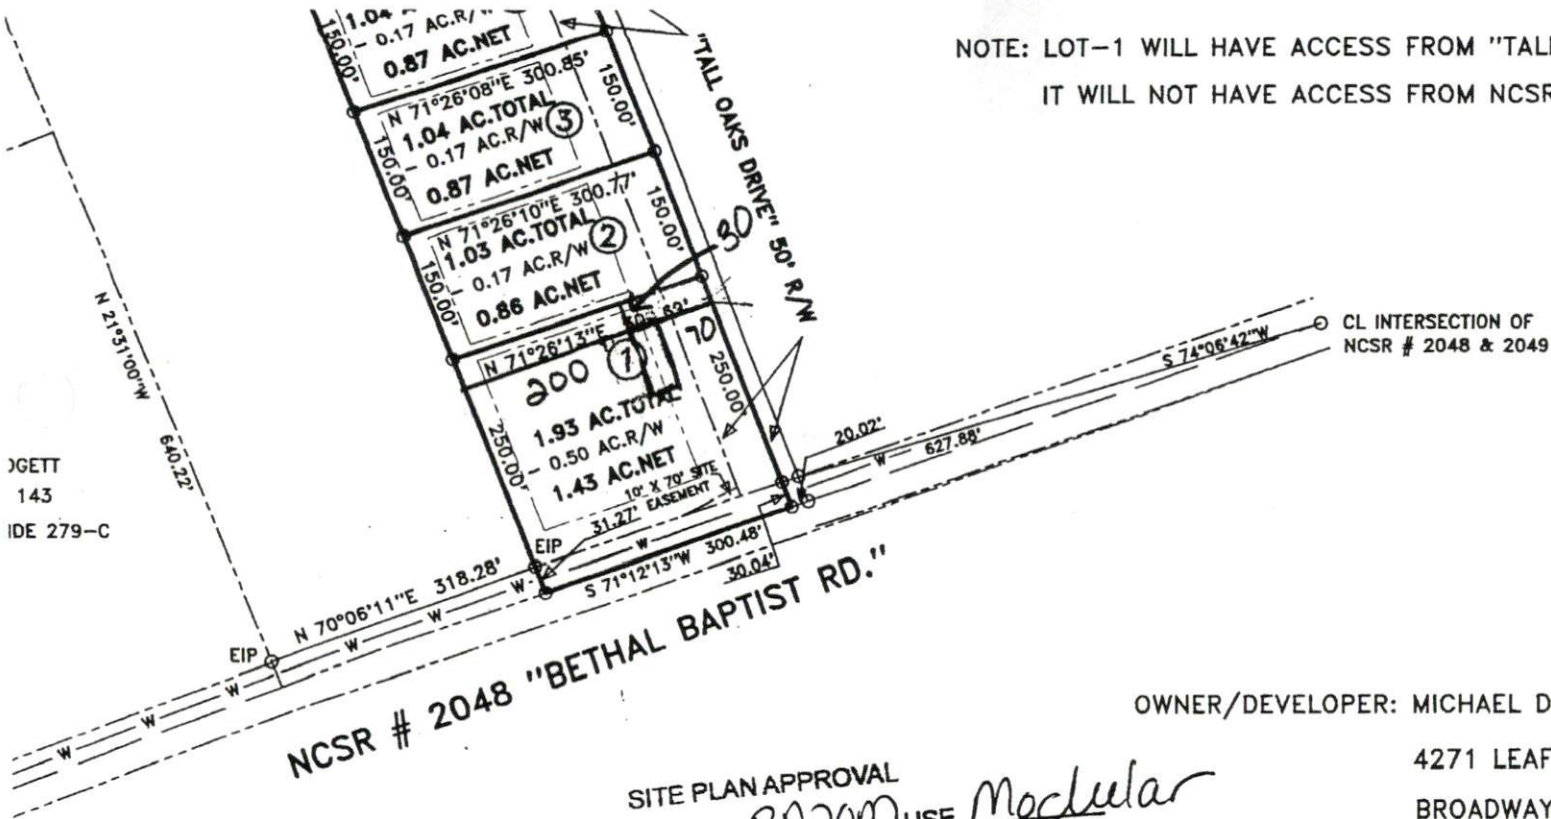 1.04 A
150.00'
0.17 AC.R/W
0.87 AC.NET
"TALL OAKS DRIVE" 50' R/W
NOTE: LOT-1 WILL HAVE ACCESS FROM "TALL
IT WILL NOT HAVE ACCESS FROM NCSR
N 71°26'08"E 300.85'
1.04 AC.TOTAL
3
0.17 AC.R/W
0.87 AC.NET
150.00'
150.00'
N 71°26'10"E 300.77'
1.03 AC.TOTAL
2
0.17 AC.R/W
0.86 AC.NET
150.00'
150.00'
30
N 71°26'13"E
70
200
1
1.93 AC.TOTAL
0.50 AC.R/W
1.43 AC.NET
250.00'
250.00'
10' X 70' SITE
EASEMENT
31.27'
N 21°31'00"W
640.22'
CL INTERSECTION OF
NCSR # 2048 & 2049
S 74°06'42"W
20.02'
W
627.88'
DGETT
143
IDE 279-C
EIP
W
S 71°12'13"W 300.48'
30.04'
N 70°06'11"E 318.28'
EIP
W W W W W W
NCSR # 2048 "BETHAL BAPTIST RD."
OWNER/DEVELOPER: MICHAEL D
4271 LEAF
BROADWAY
SITE PLAN APPROVAL
USE Modular